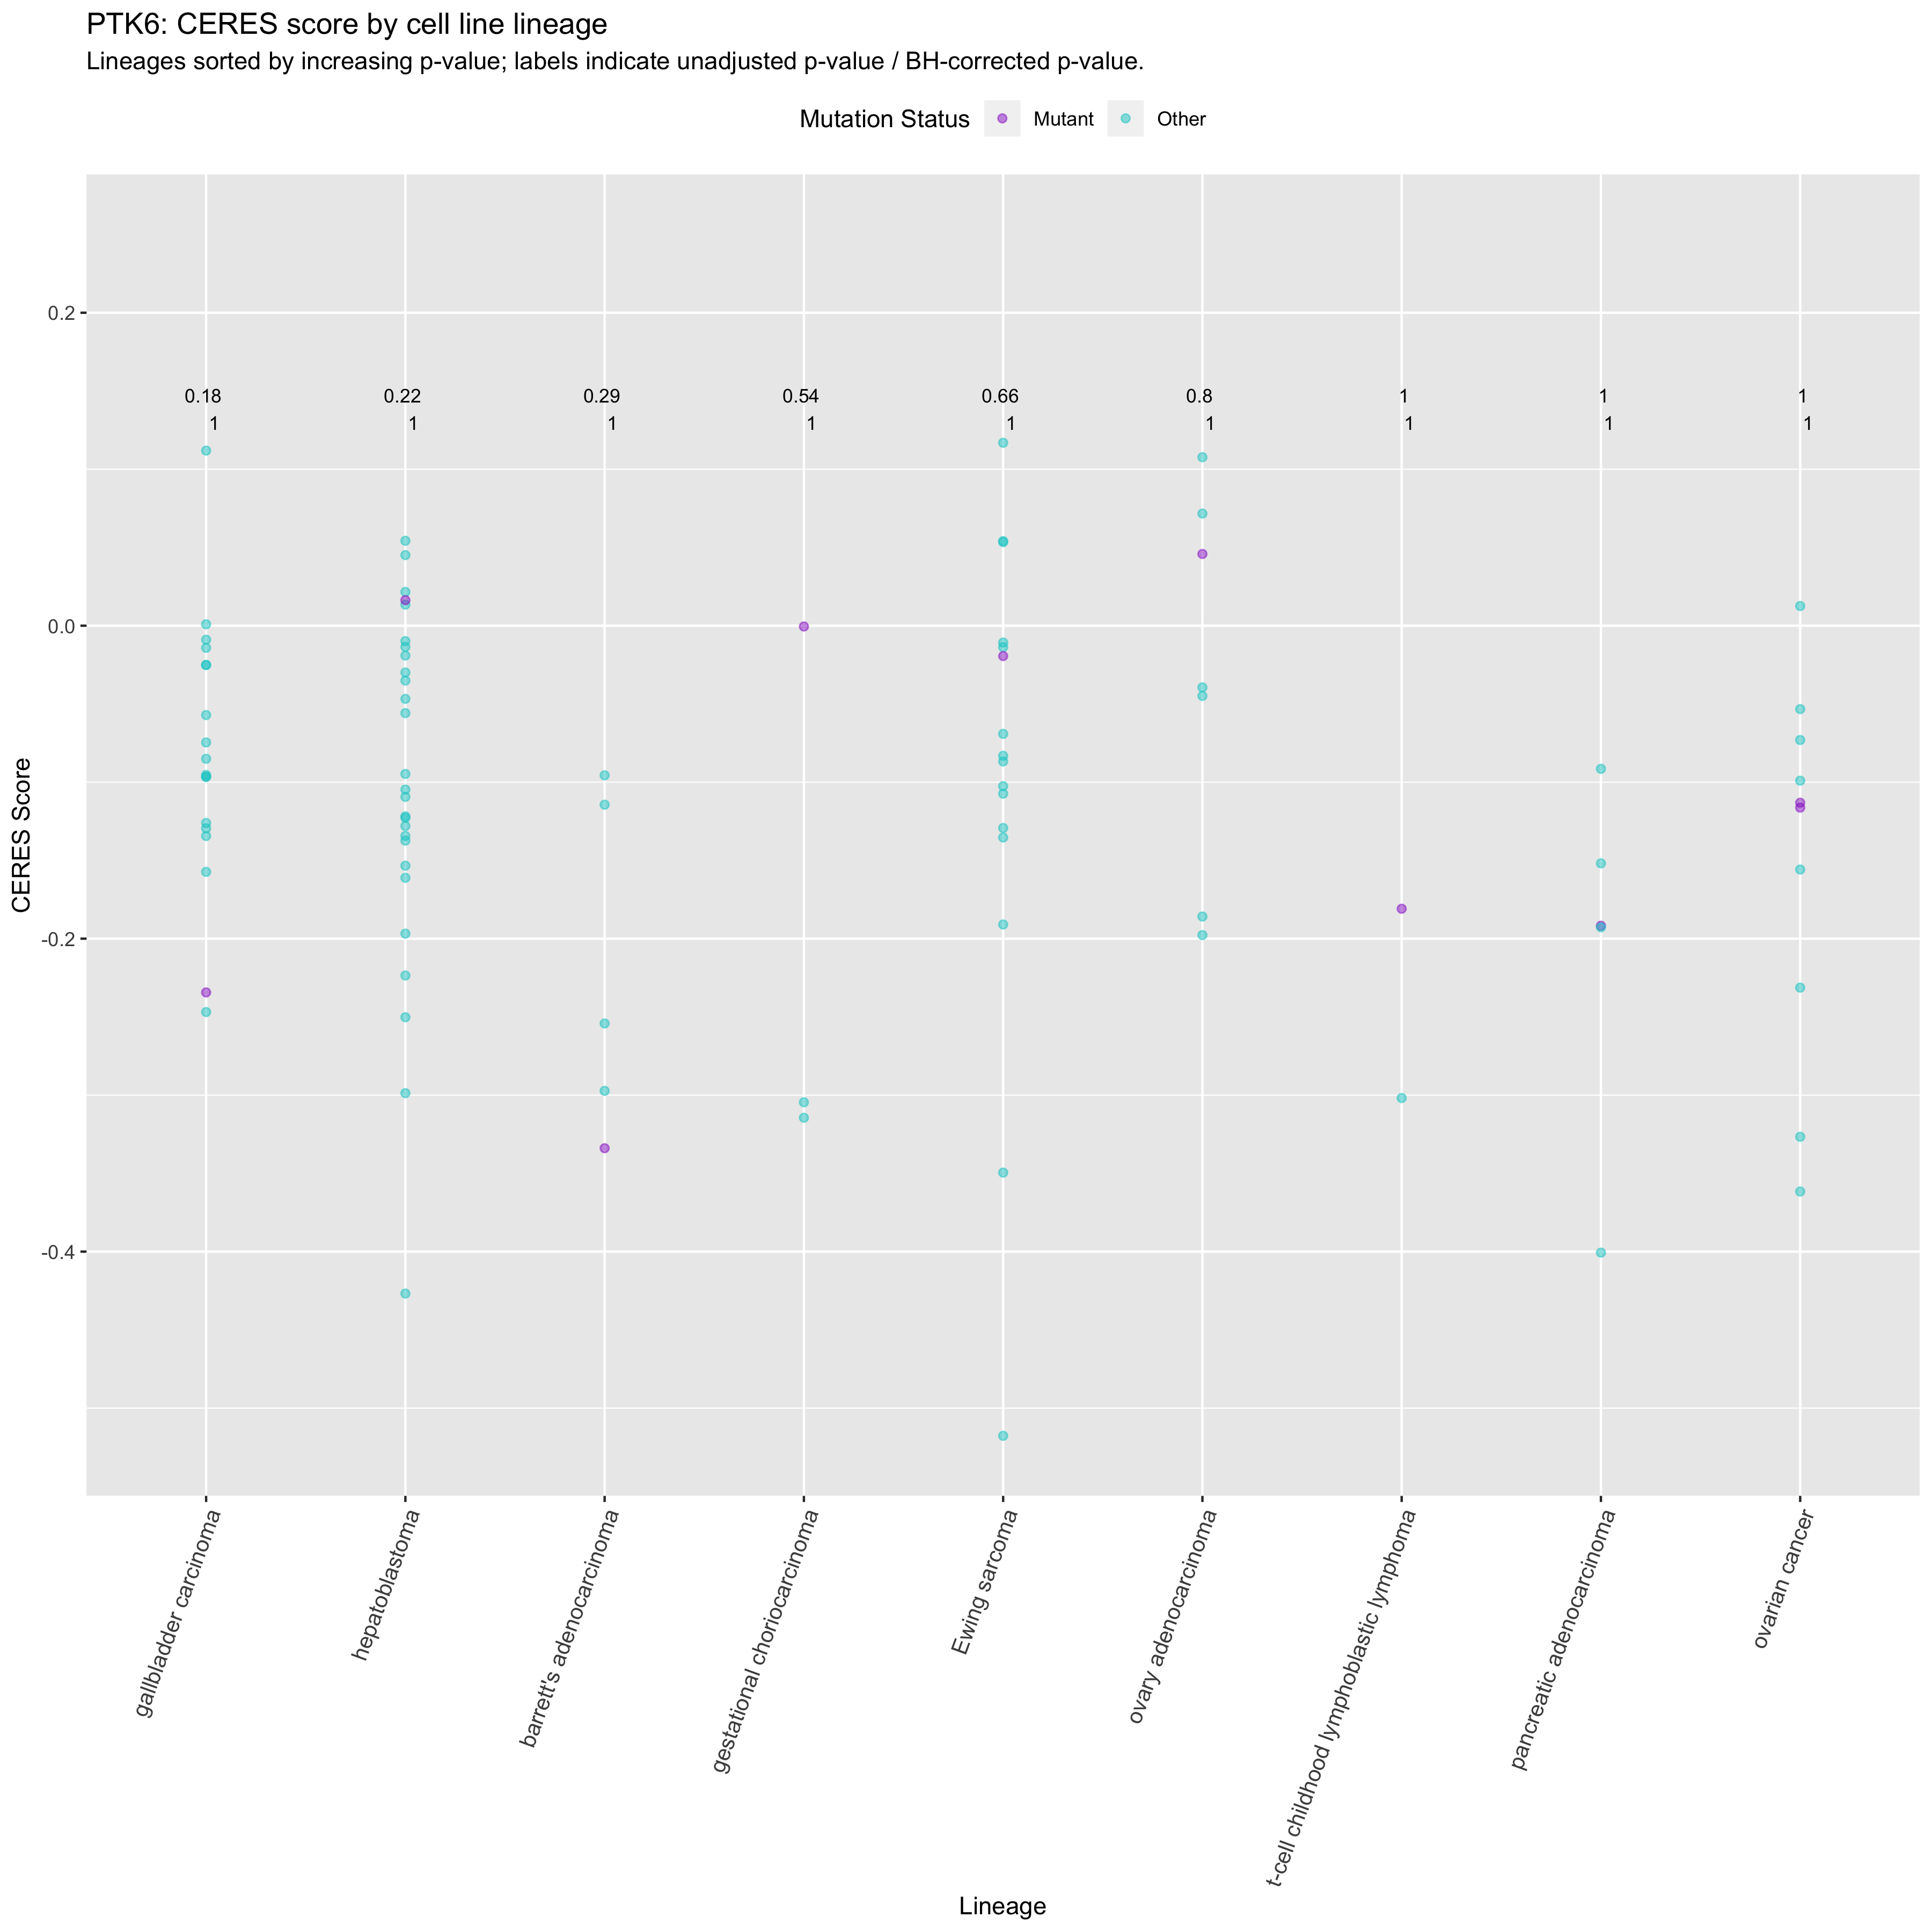 PTK6: CERES score by cell line lineage
Lineages sorted by increasing p-value; labels indicate unadjusted p-value / BH-corrected p-value.
Mutation Status Mutant Other
0.2
0.18 0.22 0.29 0.54 0.66 0.8 1 1 1
1 1 1 1 1 1 1 1 1
0.0
-0.2
-0.4
CERES Score
gallbladder carcinoma
hepatoblastoma
barrett's adenocarcinoma
gestational choriocarcinoma
Ewing sarcoma
ovary adenocarcinoma
t-cell childhood lymphoblastic lymphoma
pancreatic adenocarcinoma
ovarian cancer
Lineage